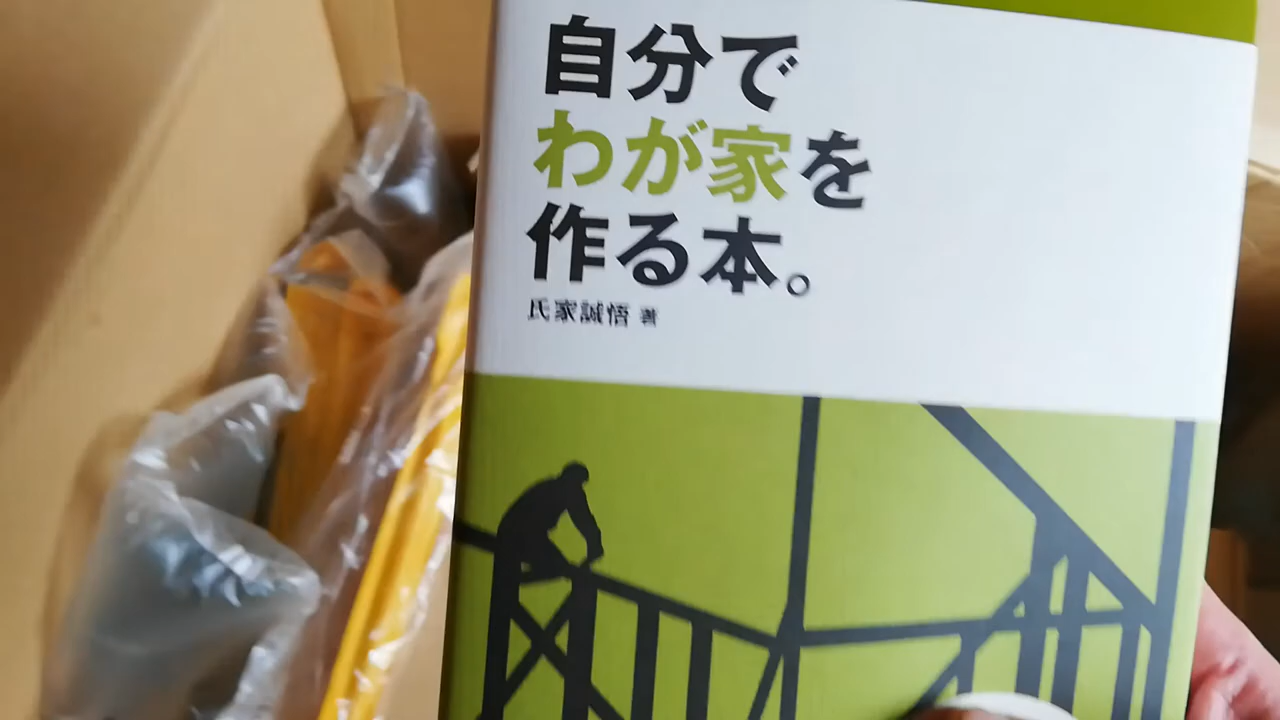 自分で
わが家を
作る本。
氏家誠悟 著